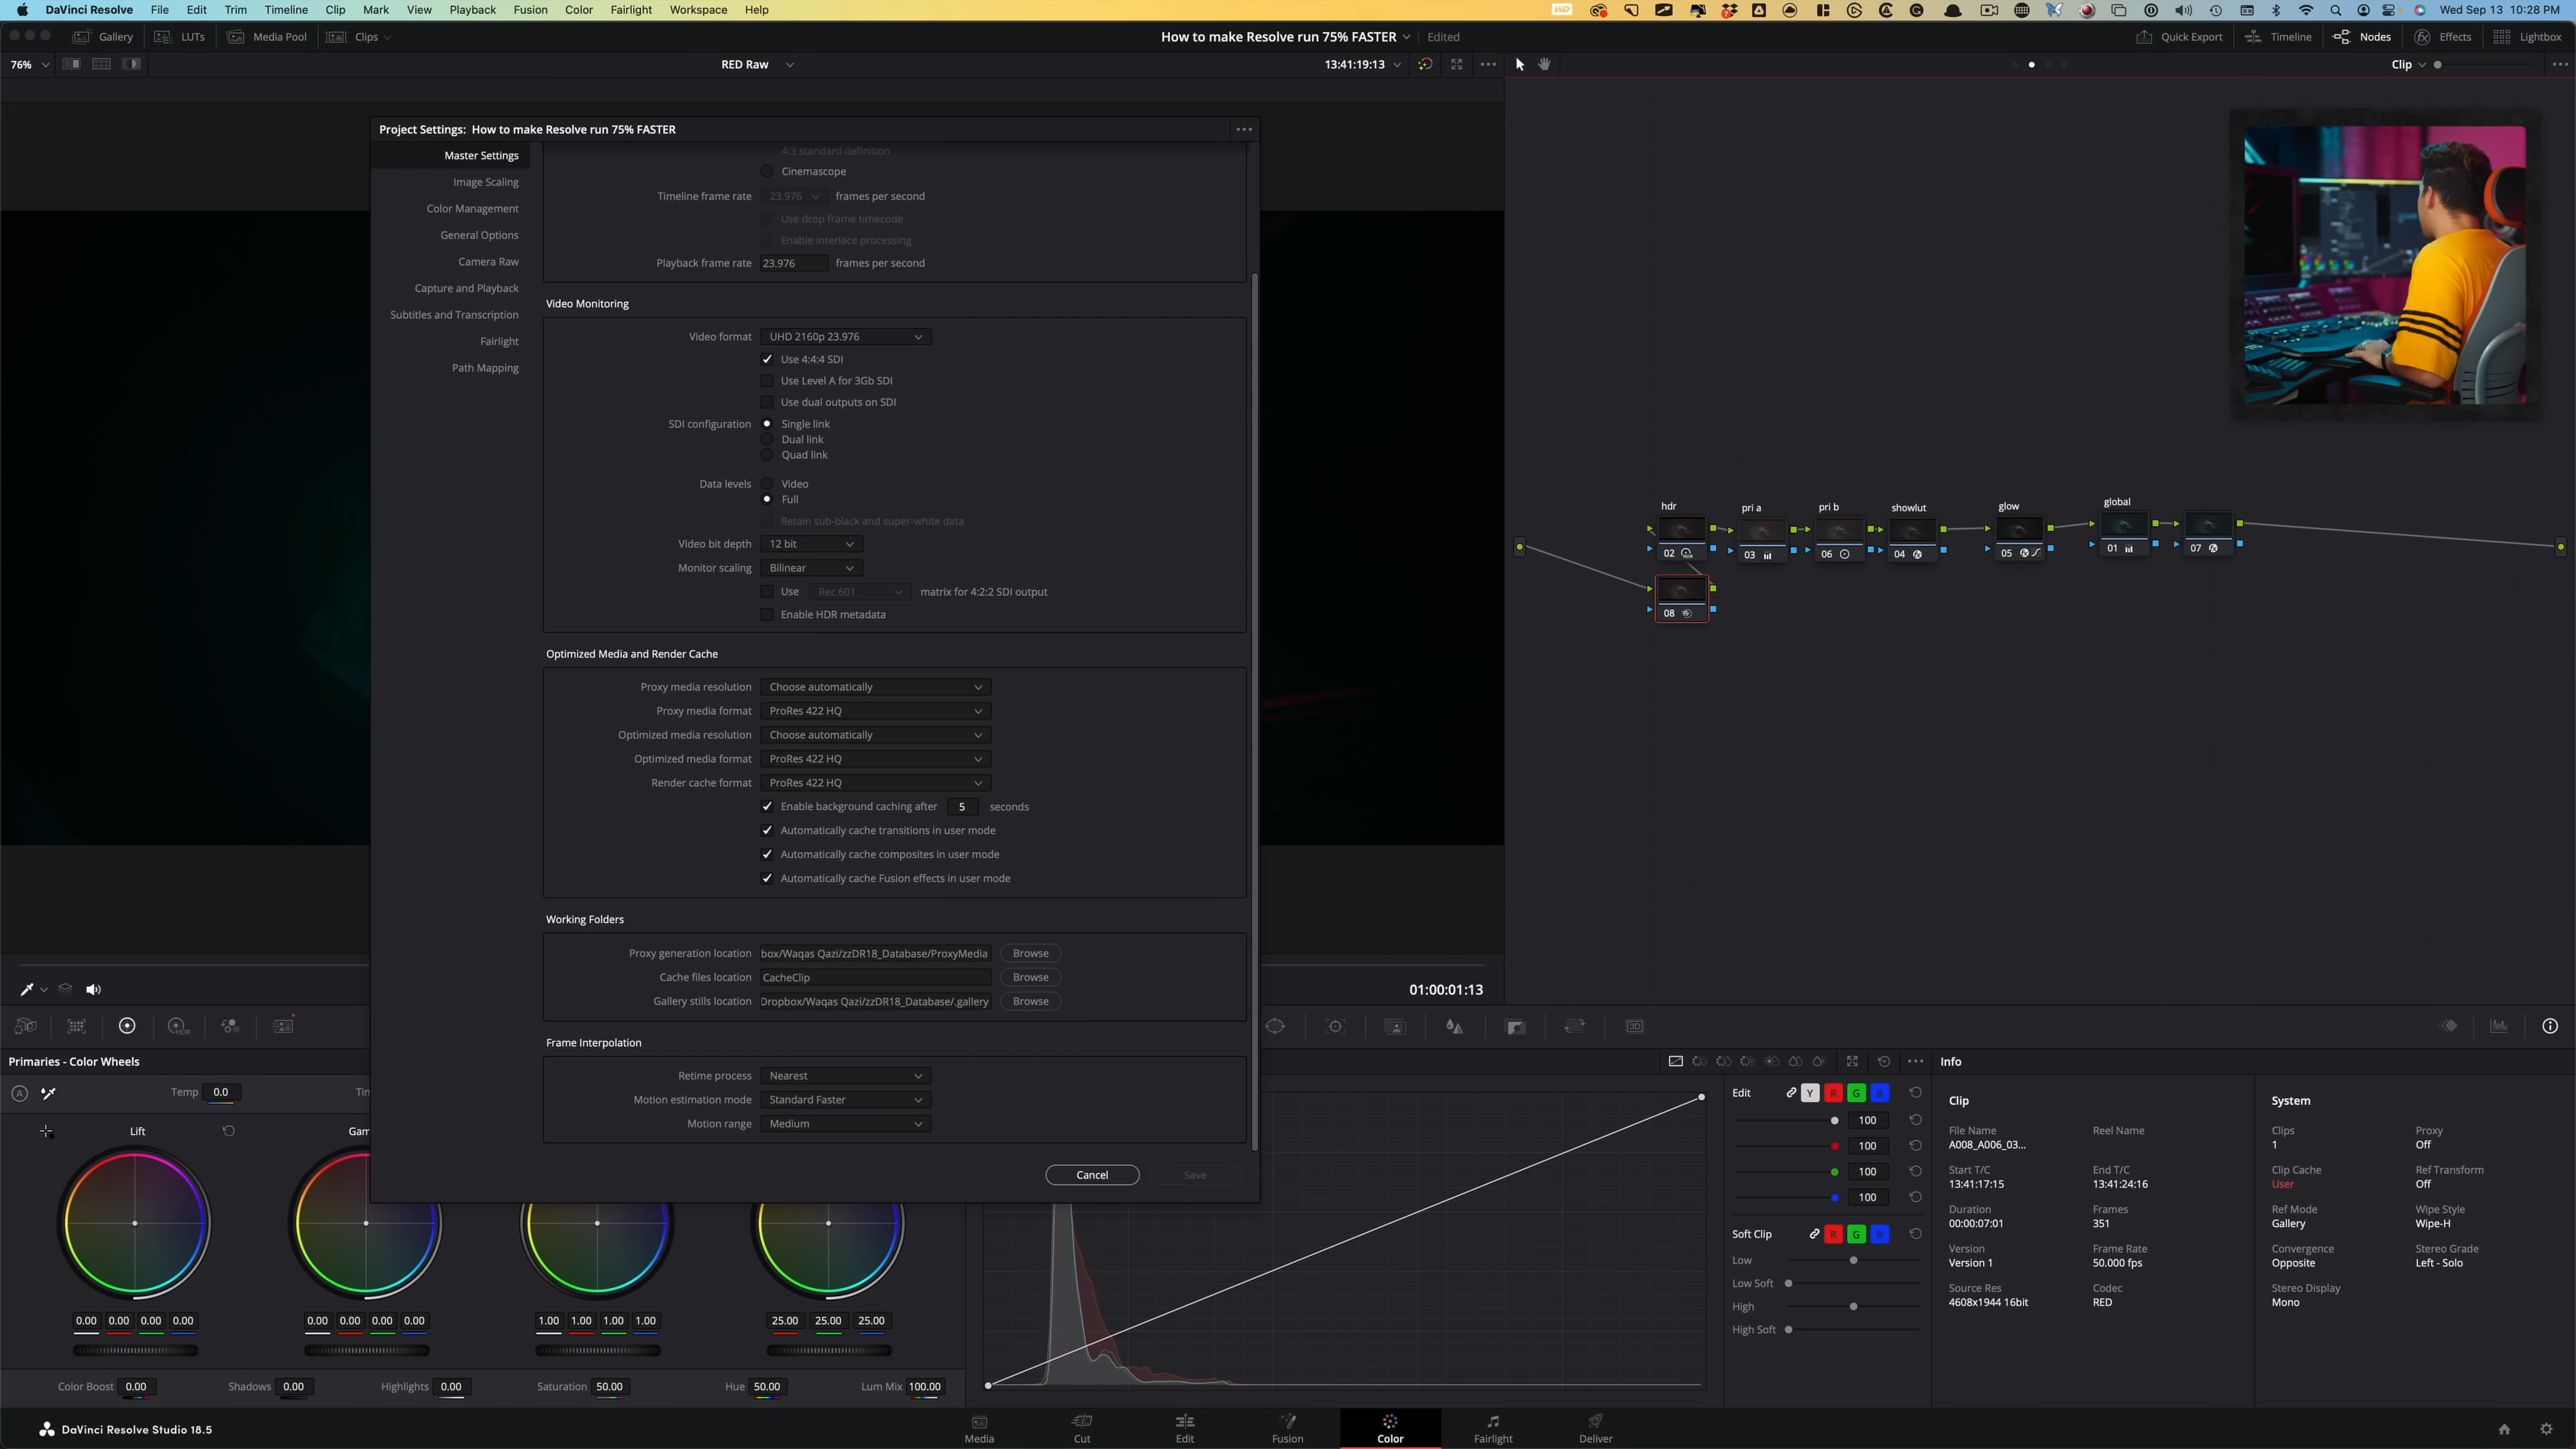 DaVinci Resolve File Edit Trim Timeline Clip Mark View Playback Fusion Color Fairlight Workspace Help Wed Sep 13 10:28 PM
Gallery LUTs Media Pool Clips How to make Resolve run 75% FASTER Edited Quick Export Timeline Nodes Effects Lightbox
76% RED Raw 13:41:19:13 Clip
Project Settings: How to make Resolve run 75% FASTER
Master Settings
Image Scaling
Color Management
General Options
Camera Raw
Capture and Playback
Subtitles and Transcription
Fairlight
Path Mapping
4:3 standard definition
Cinemascope
Timeline frame rate 23.976 frames per second
Use drop frame timecode
Enable interlace processing
Playback frame rate 23.976 frames per second
Video Monitoring
Video format UHD 2160p 23.976
Use 4:4:4 SDI
Use Level A for 3Gb SDI
Use dual outputs on SDI
SDI configuration Single link
Dual link
Quad link
Data levels Video
Full
Retain sub-black and super-white data
Video bit depth 12 bit
Monitor scaling Bilinear
Use Rec.601 matrix for 4:2:2 SDI output
Enable HDR metadata
Optimized Media and Render Cache
Proxy media resolution Choose automatically
Proxy media format ProRes 422 HQ
Optimized media resolution Choose automatically
Optimized media format ProRes 422 HQ
Render cache format ProRes 422 HQ
Enable background caching after 5 seconds
Automatically cache transitions in user mode
Automatically cache composites in user mode
Automatically cache Fusion effects in user mode
Working Folders
Proxy generation location box/Waqas Qazi/zzDR18_Database/ProxyMedia Browse
Cache files location CacheClip Browse
Gallery stills location Dropbox/Waqas Qazi/zzDR18_Database/.gallery Browse
Frame Interpolation
Retime process Nearest
Motion estimation mode Standard Faster
Motion range Medium
Cancel Save
hdr pri a pri b showlut glow global
02 03 06 04 05 01 07
08
01:00:01:13
HDR 3D
Primaries - Color Wheels
Temp 0.0 Tin
Lift Gam
0.00 0.00 0.00 0.00 0.00 0.00 0.00 0.00 1.00 1.00 1.00 1.00 25.00 25.00 25.00
Color Boost 0.00 Shadows 0.00 Highlights 0.00 Saturation 50.00 Hue 50.00 Lum Mix 100.00
Edit Y R G B
100
100
100
100
Soft Clip R G B
Low
Low Soft
High
High Soft
Info
Clip
File Name Reel Name
A008_A006_03...
Start T/C End T/C
13:41:17:15 13:41:24:16
Duration Frames
00:00:07:01 351
Version Frame Rate
Version 1 50.000 fps
Source Res Codec
4608x1944 16bit RED
System
Clips Proxy
1 Off
Clip Cache Ref Transform
User Off
Ref Mode Wipe Style
Gallery Wipe-H
Convergence Stereo Grade
Opposite Left - Solo
Stereo Display
Mono
DaVinci Resolve Studio 18.5 Media Cut Edit Fusion Color Fairlight Deliver